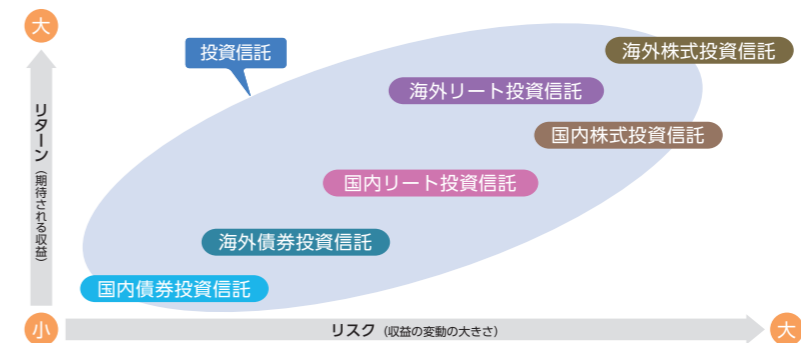 大
投資信託
海外株式投資信託
海外リート投資信託
国内株式投資信託
リターン（期待される収益）
国内リート投資信託
海外債券投資信託
国内債券投資信託
小
リスク（収益の変動の大きさ）
大